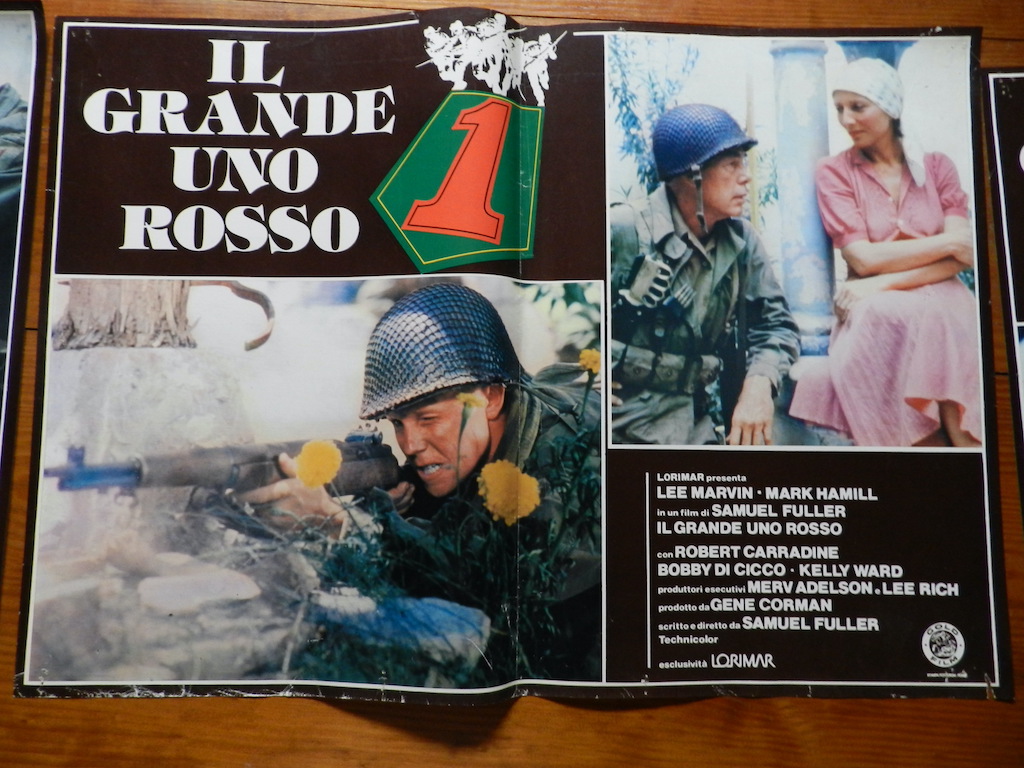 IL
GRANDE
UNO
ROSSO
1
LORIMAR presenta
LEE MARVIN · MARK HAMILL
in un film di SAMUEL FULLER
IL GRANDE UNO ROSSO
con ROBERT CARRADINE
BOBBY DI CICCO · KELLY WARD
produttori esecutivi MERV ADELSON e LEE RICH
prodotto da GENE CORMAN
scritto e diretto da SAMUEL FULLER
Technicolor
esclusività LORIMAR
GOLD
FILM